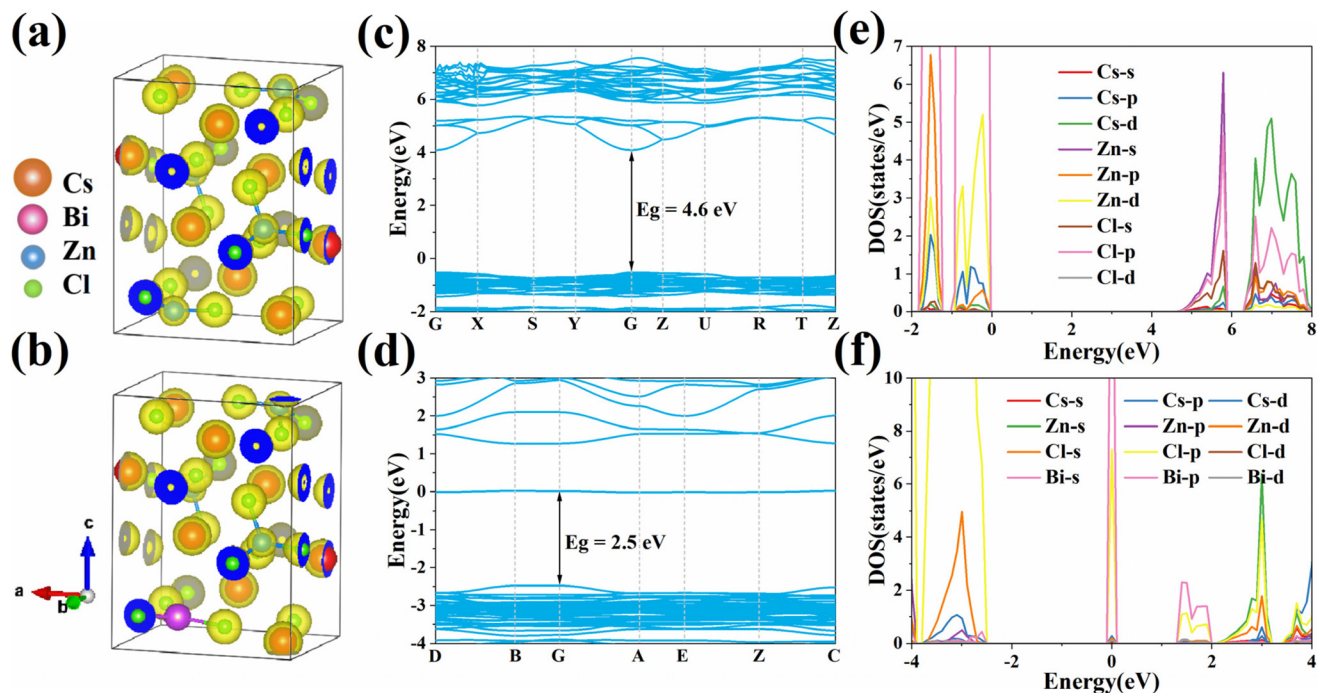 (a)
Cs
Bi
Zn
Cl
(b)
c
a
b
(c)
Energy(eV)
8
6
4
2
0
-2
Eg = 4.6 eV
G X S Y G Z U R T Z
(d)
Energy(eV)
3
2
1
0
-1
-2
-3
-4
Eg = 2.5 eV
D B G A E Z C
(e)
DOS(states/eV)
7
6
5
4
3
2
1
0
Cs-s
Cs-p
Cs-d
Zn-s
Zn-p
Zn-d
Cl-s
Cl-p
Cl-d
-2 0 2 4 6 8
Energy(eV)
(f)
DOS(states/eV)
10
8
6
4
2
0
Cs-s Cs-p Cs-d
Zn-s Zn-p Zn-d
Cl-s Cl-p Cl-d
Bi-s Bi-p Bi-d
-4 -2 0 2 4
Energy(eV)